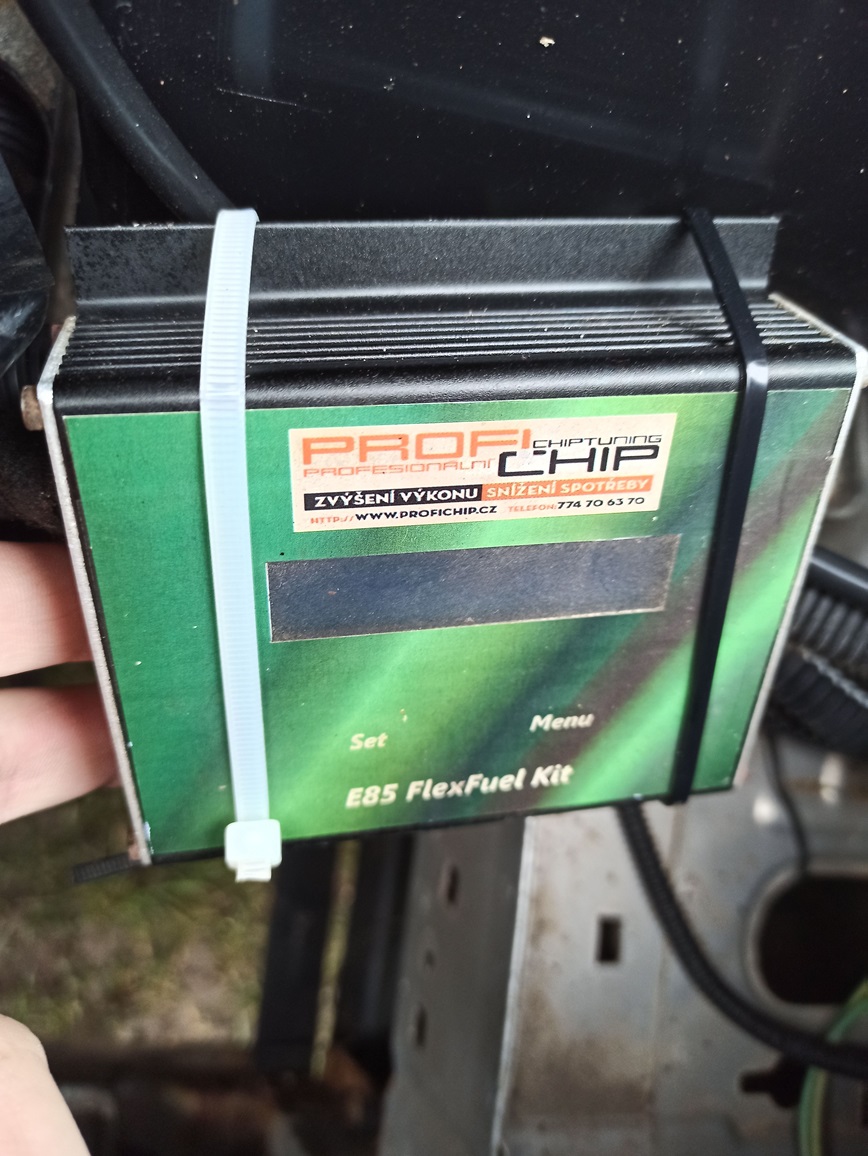 PROFI CHIPTUNING
PROFESIONALNÍ CHIP
ZVÝŠENÍ VÝKONU SNÍŽENÍ SPOTŘEBY
HTTP://WWW.PROFICHIP.CZ TELEFON:774 70 63 70
Set Menu
E85 FlexFuel Kit